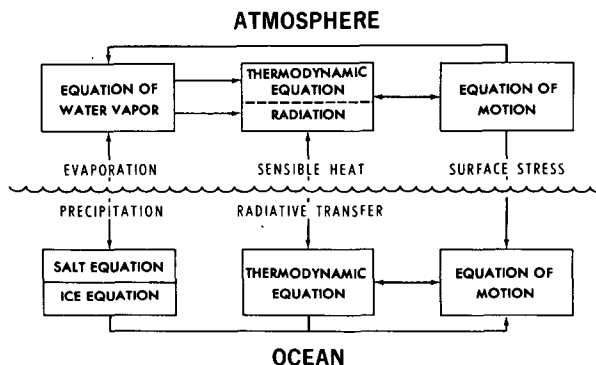 ATMOSPHERE
EQUATION OF
WATER VAPOR
THERMODYNAMIC
EQUATION
RADIATION
EQUATION OF
MOTION
EVAPORATION
SENSIBLE HEAT
SURFACE STRESS
PRECIPITATION
RADIATIVE TRANSFER
SALT EQUATION
ICE EQUATION
THERMODYNAMIC
EQUATION
EQUATION OF
MOTION
OCEAN